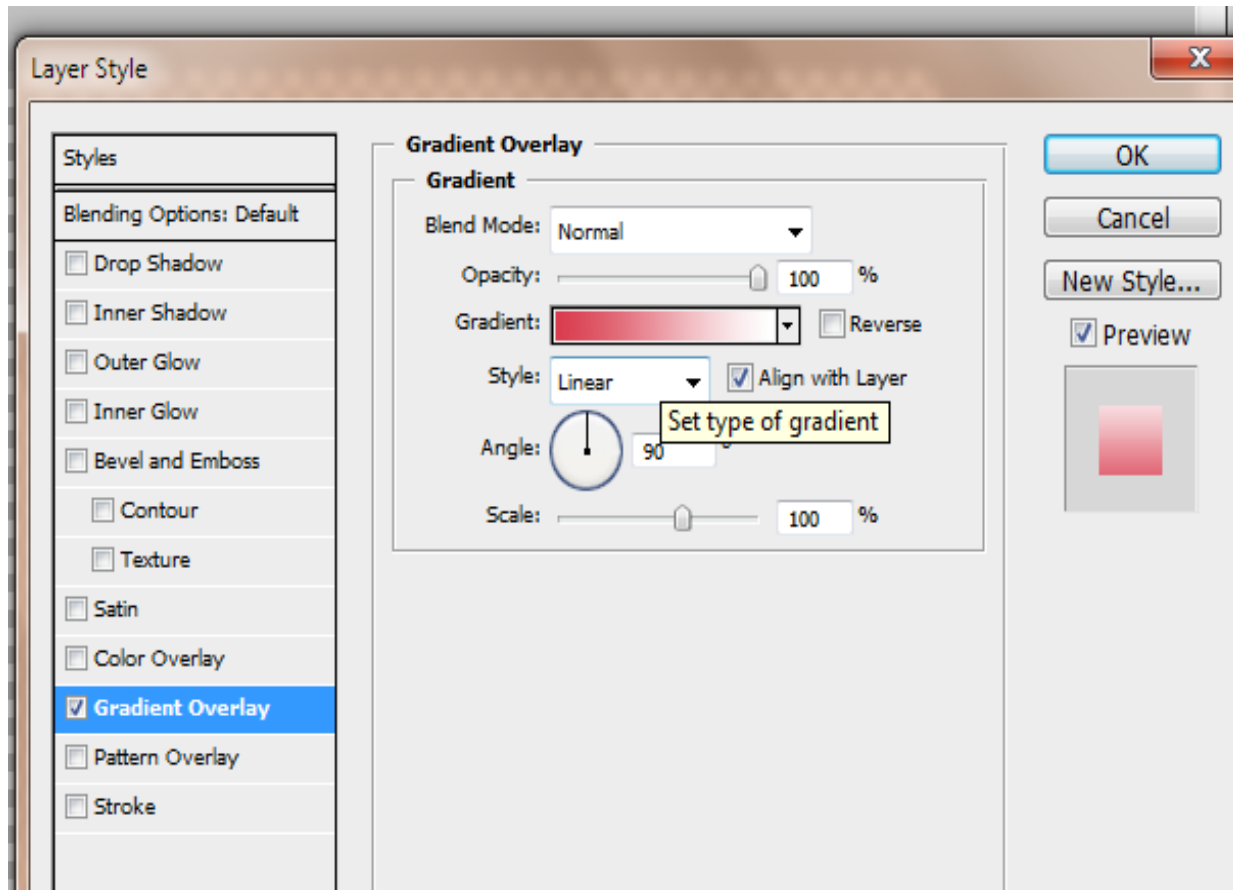 Layer Style
X
Styles
Blending Options: Default
Drop Shadow
Inner Shadow
Outer Glow
Inner Glow
Bevel and Emboss
Contour
Texture
Satin
Color Overlay
Gradient Overlay
Pattern Overlay
Stroke
Gradient Overlay
Gradient
Blend Mode: Normal
Opacity: 100 %
Gradient: Reverse
Style: Linear Align with Layer
Set type of gradient
Angle: 90 °
Scale: 100 %
OK
Cancel
New Style...
Preview